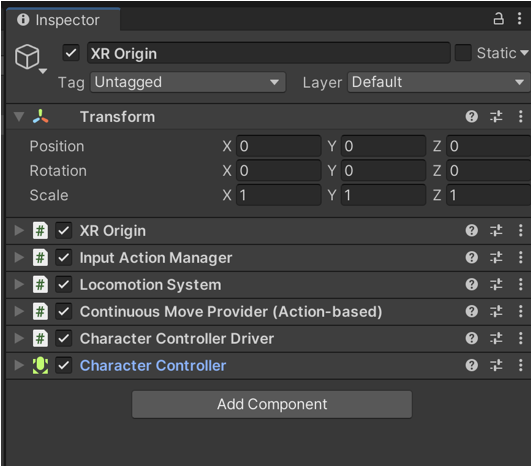 Inspector
XR Origin Static
Tag Untagged Layer Default
Transform
Position X 0 Y 0 Z 0
Rotation X 0 Y 0 Z 0
Scale X 1 Y 1 Z 1
# XR Origin
# Input Action Manager
# Locomotion System
# Continuous Move Provider (Action-based)
# Character Controller Driver
Character Controller
Add Component